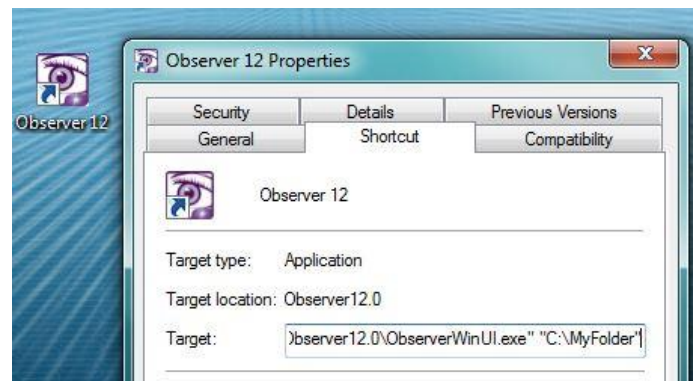 Observer 12 Properties
X
Observer 12
Security Details Previous Versions
General Shortcut Compatibility
Observer 12
Target type: Application
Target location: Observer12.0
Target: bserver12.0\ObserverWinUI.exe" "C:\MyFolder"